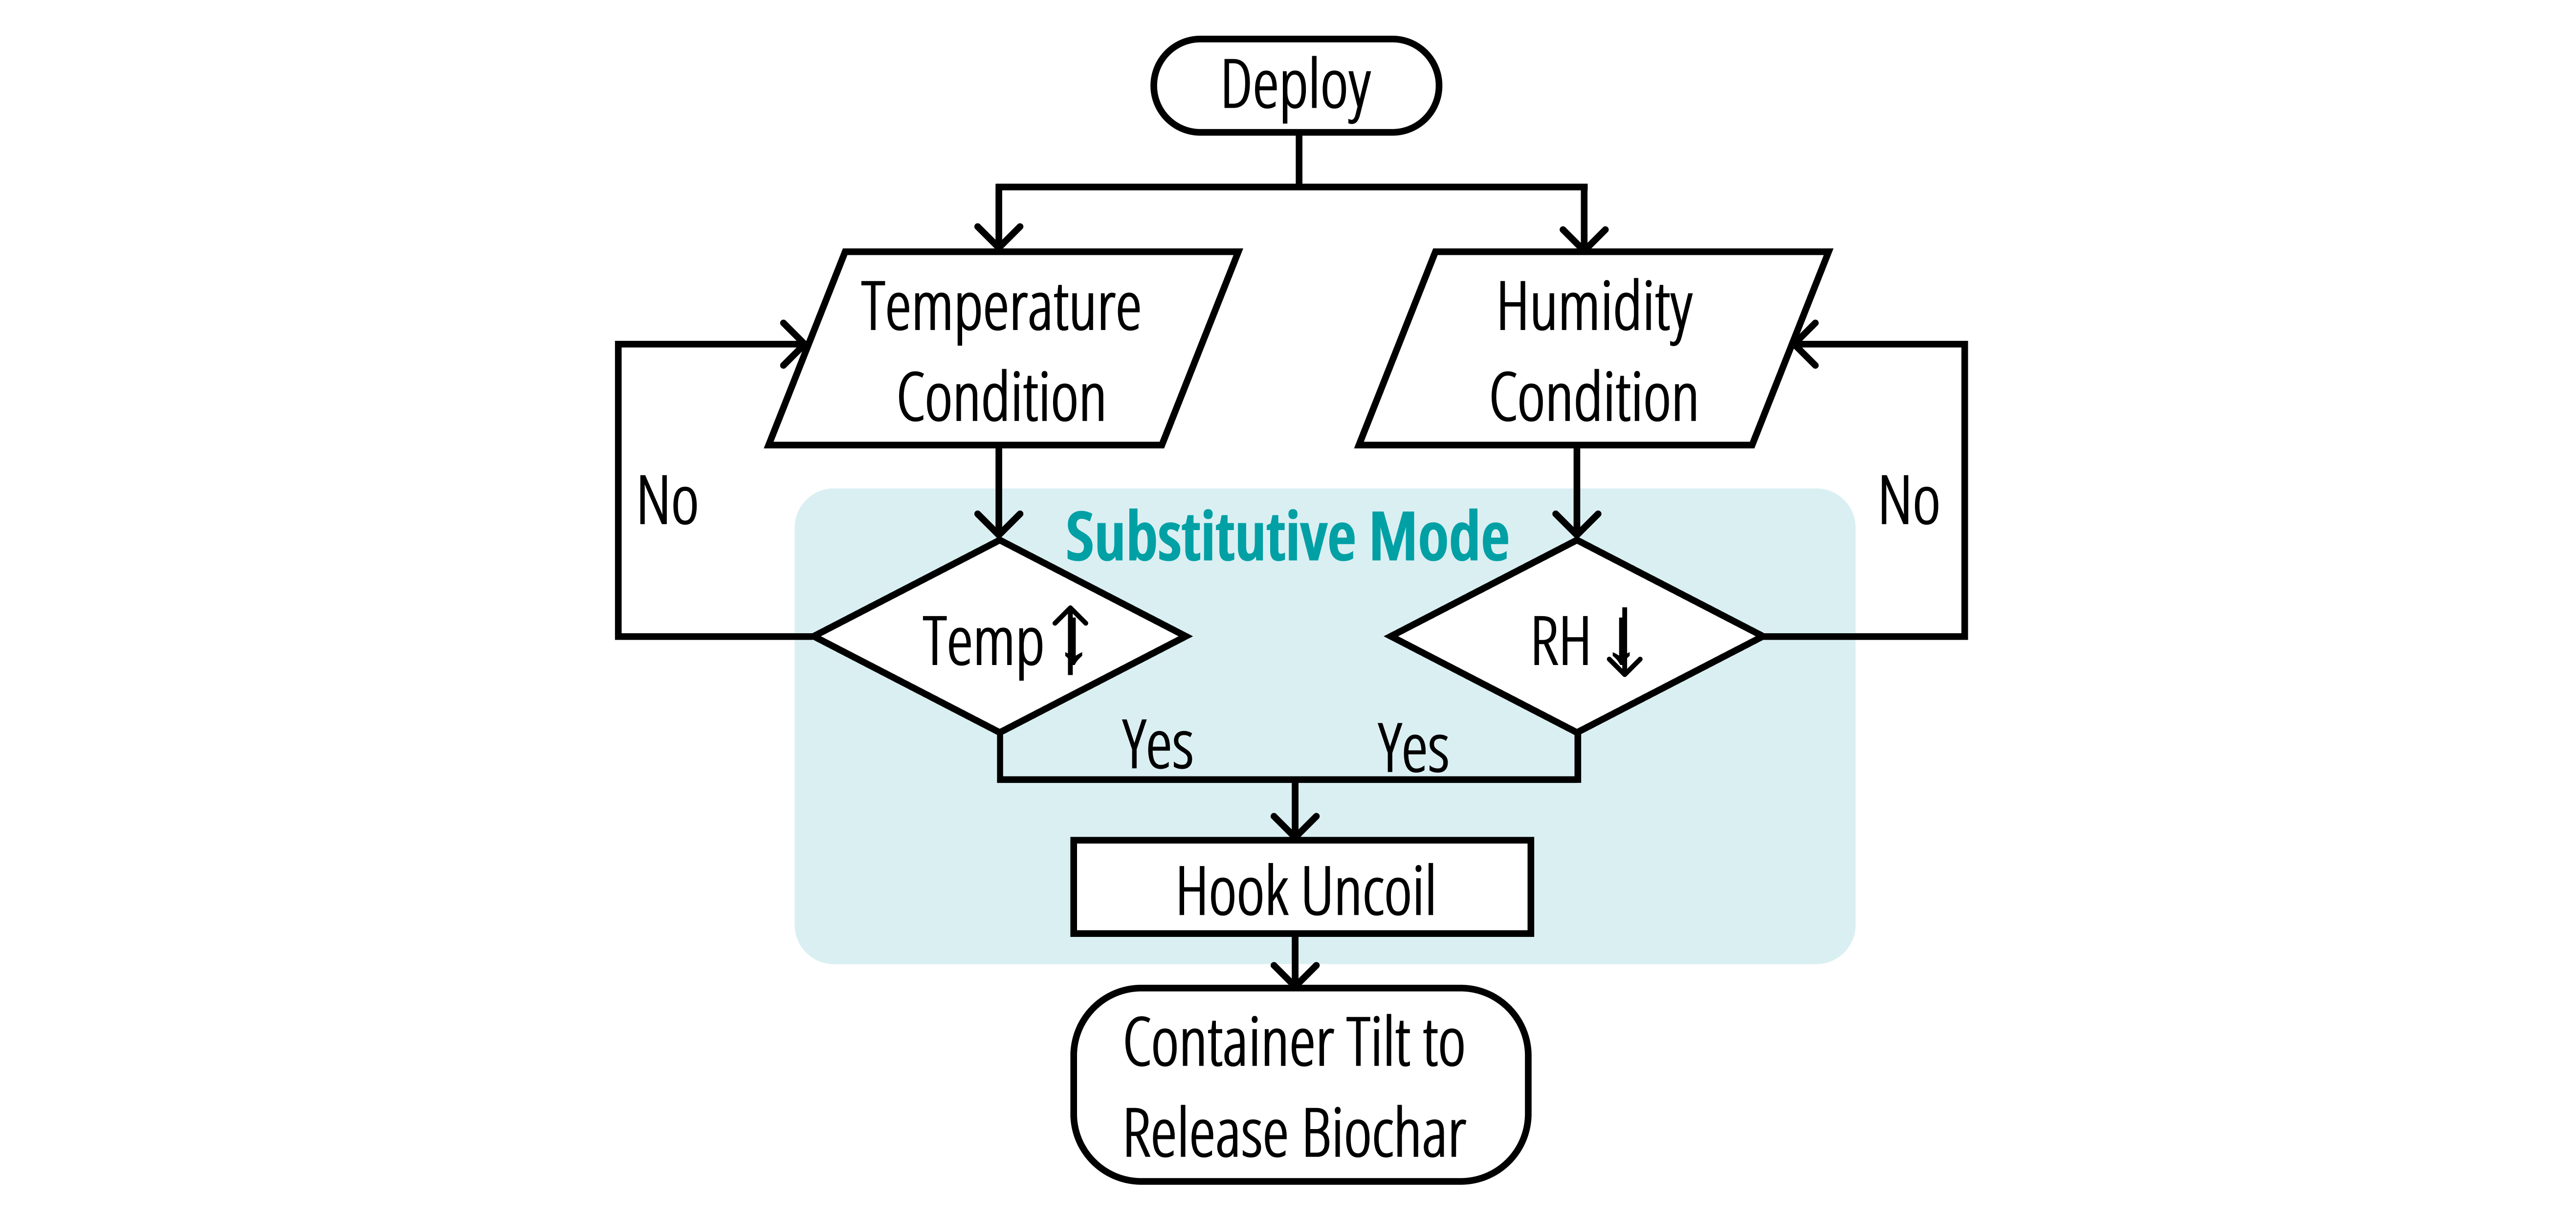 Deploy
Temperature
Condition
Humidity
Condition
No
No
Substitutive Mode
Temp ↑
RH ↓
Yes
Yes
Hook Uncoil
Container Tilt to
Release Biochar